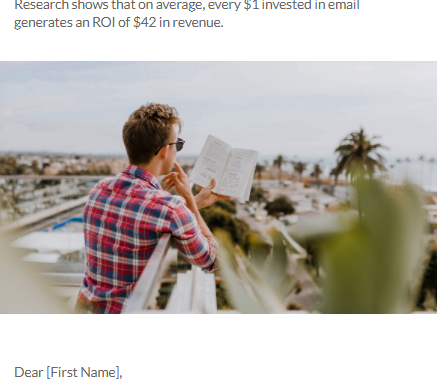 Research shows that on average, every $1 invested in email
generates an ROI of $42 in revenue.
Dear [First Name],